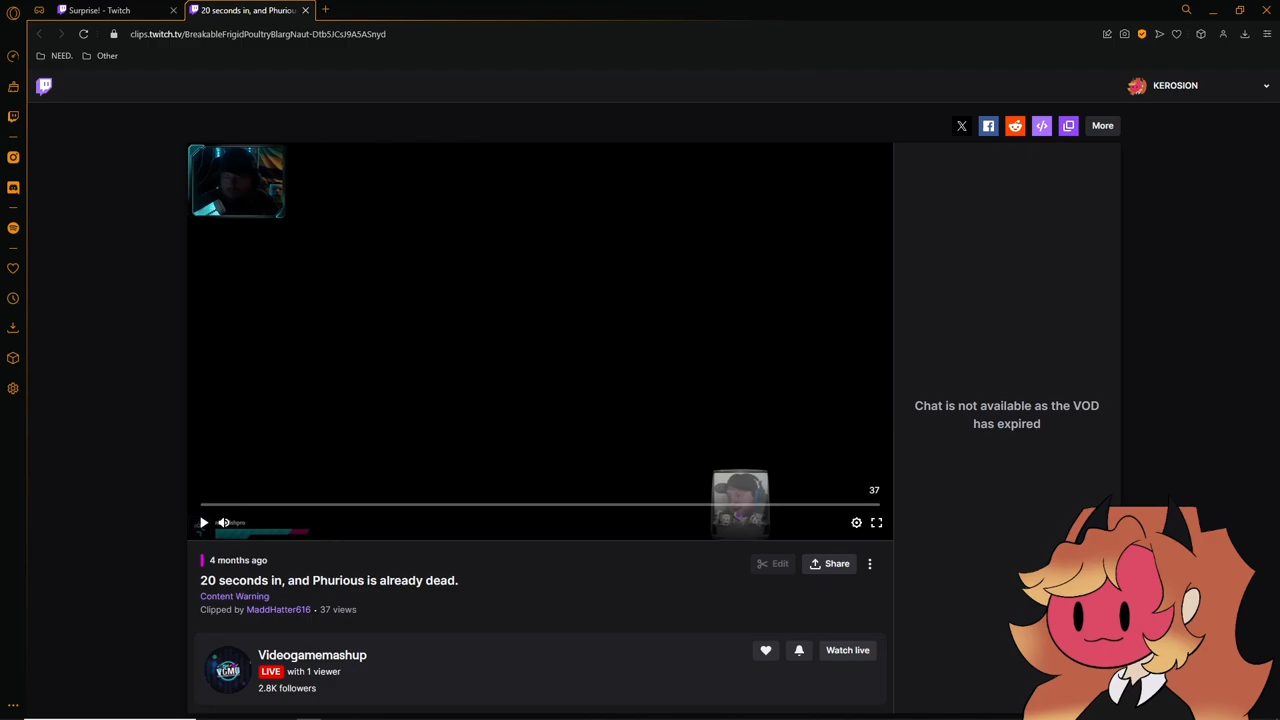 Surprise! - Twitch
20 seconds in, and Phuriou
clips.twitch.tv/BreakableFrigidPoultryBlargNaut-Dtb5JCsJ9A5ASnyd
NEED.
Other
KEROSION
More
Chat is not available as the VOD
has expired
37
4 months ago
Edit
Share
20 seconds in, and Phurious is already dead.
Content Warning
Clipped by MaddHatter616 • 37 views
VGMU
Videogamemashup
LIVE with 1 viewer
2.8K followers
Watch live